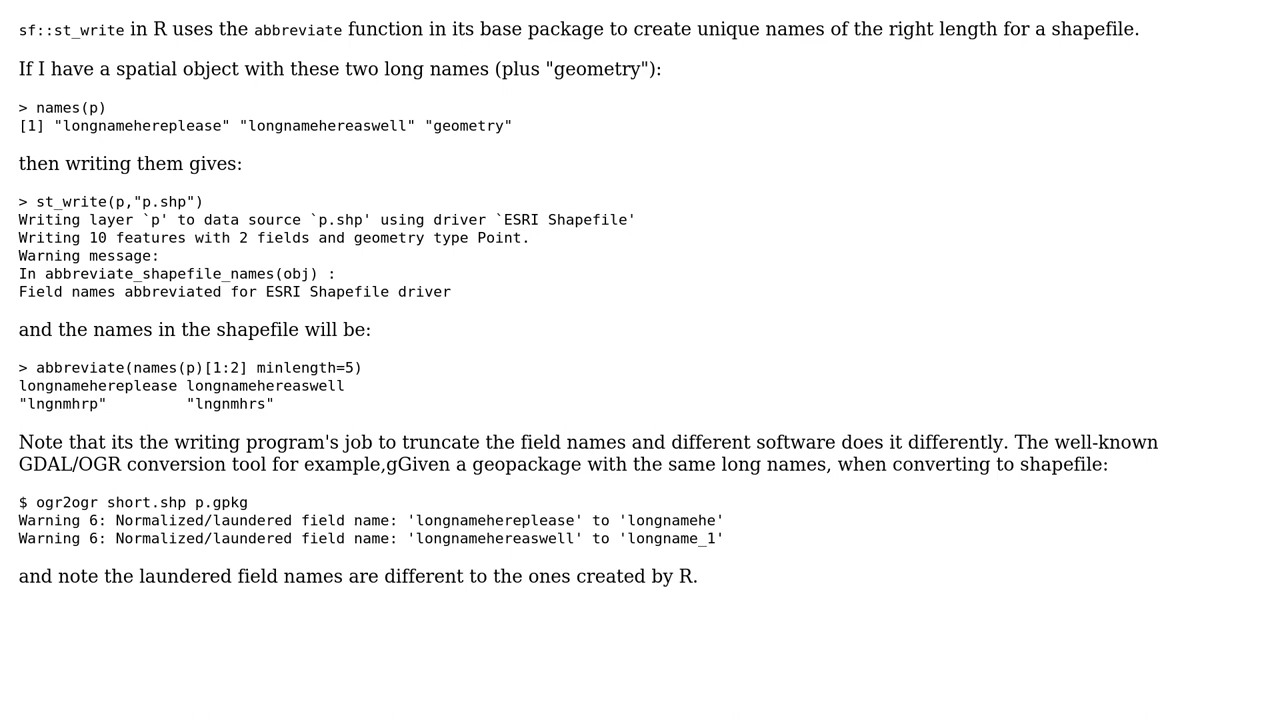 sf::st_write in R uses the abbreviate function in its base package to create unique names of the right length for a shapefile.
If I have a spatial object with these two long names (plus "geometry"):
> names(p)
[1] "longnamehereplease" "longnamehereaswell" "geometry"
then writing them gives:
> st_write(p,"p.shp")
Writing layer `p' to data source `p.shp' using driver `ESRI Shapefile'
Writing 10 features with 2 fields and geometry type Point.
Warning message:
In abbreviate_shapefile_names(obj) :
Field names abbreviated for ESRI Shapefile driver
and the names in the shapefile will be:
> abbreviate(names(p)[1:2] minlength=5)
longnamehereplease longnamehereaswell
"lngnmhrp"         "lngnmhrs"
Note that its the writing program's job to truncate the field names and different software does it differently. The well-known
GDAL/OGR conversion tool for example,gGiven a geopackage with the same long names, when converting to shapefile:
$ ogr2ogr short.shp p.gpkg
Warning 6: Normalized/laundered field name: 'longnamehereplease' to 'longnamehe'
Warning 6: Normalized/laundered field name: 'longnamehereaswell' to 'longname_1'
and note the laundered field names are different to the ones created by R.